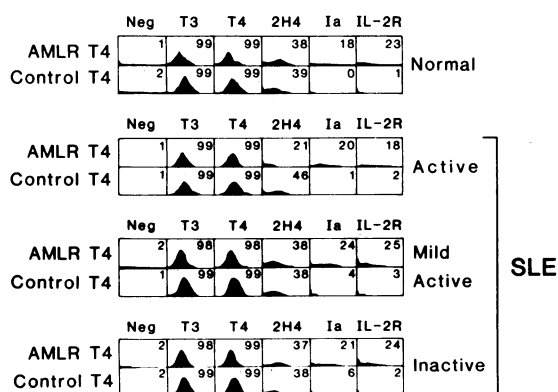 Neg T3 T4 2H4 Ia IL-2R
AMLR T4 1 99 99 38 18 23
Normal
Control T4 2 99 99 39 0 1
Neg T3 T4 2H4 Ia IL-2R
AMLR T4 1 99 99 21 20 18
Active
Control T4 1 99 99 46 1 2
Neg T3 T4 2H4 Ia IL-2R
AMLR T4 2 98 98 38 24 25 Mild
SLE
Control T4 1 99 99 38 4 3 Active
Neg T3 T4 2H4 Ia IL-2R
AMLR T4 2 98 99 37 21 24
Inactive
Control T4 2 99 99 38 6 2